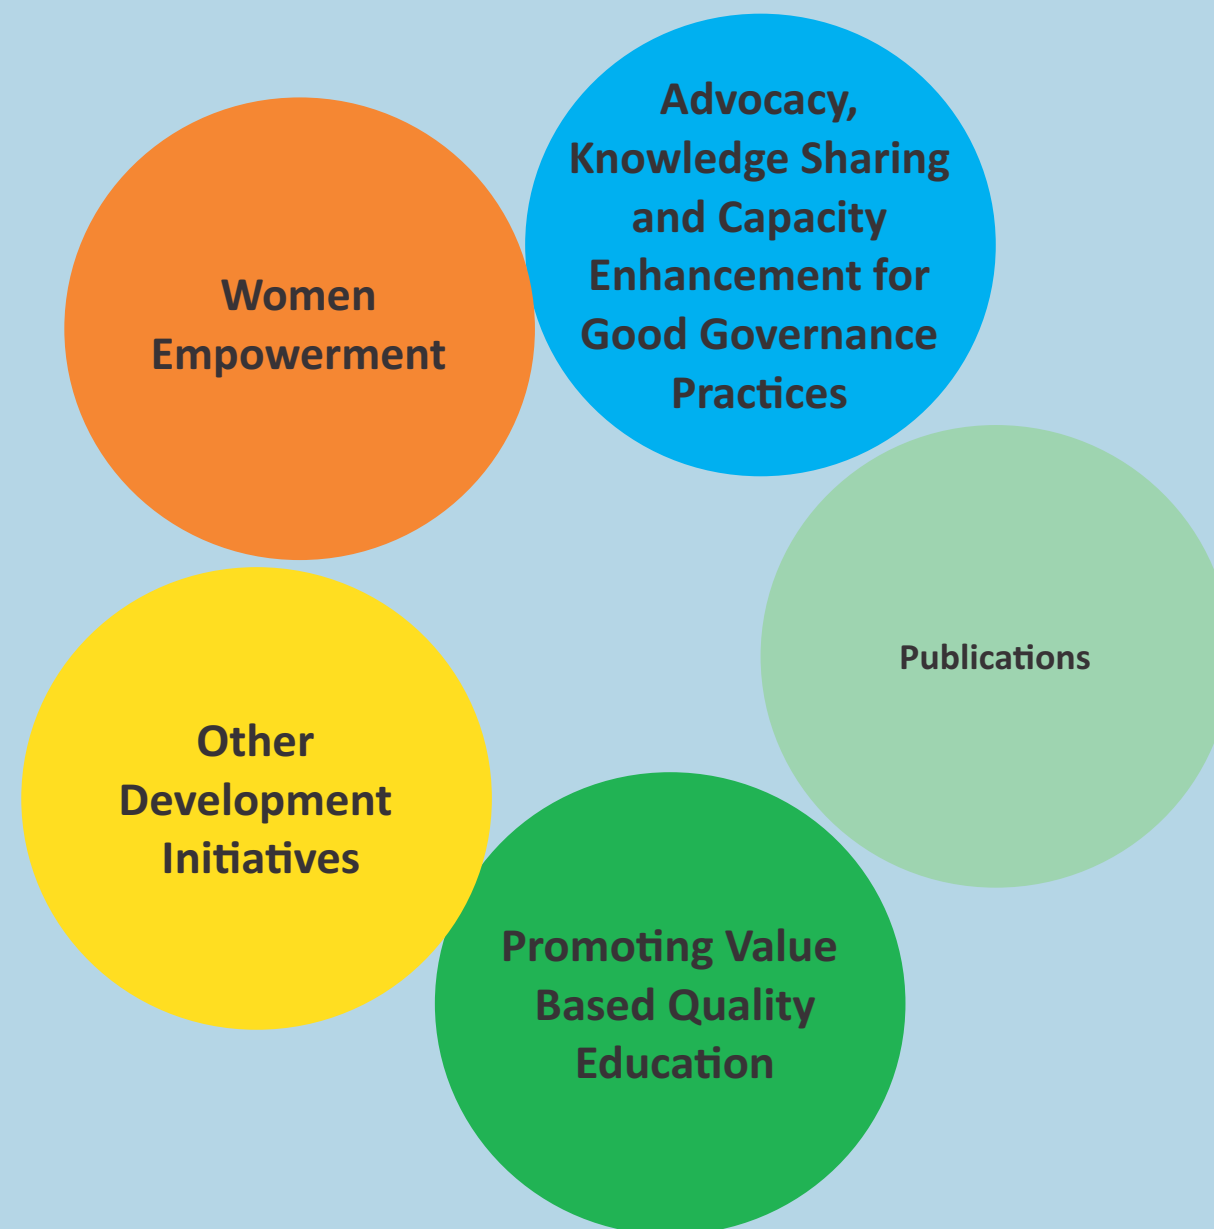 Advocacy,
Knowledge Sharing
and Capacity
Enhancement for
Good Governance
Practices
Women
Empowerment
Publications
Other
Development
Initiatives
Promoting Value
Based Quality
Education